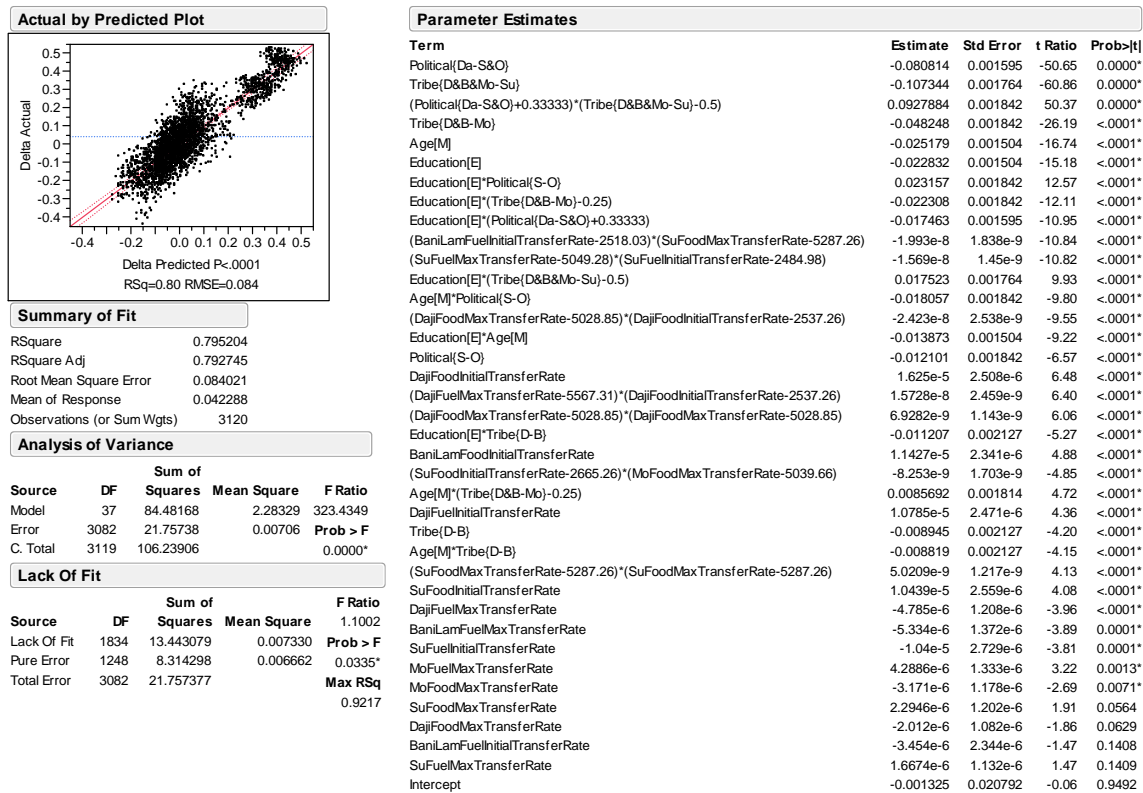 Actual by Predicted Plot
Delta Actual
0.5
0.4
0.3
0.2
0.1
0
-0.1
-0.2
-0.3
-0.4
-0.4 -0.2 0.0 0.1 0.2 0.3 0.4 0.5
Delta Predicted P<.0001
RSq=0.80 RMSE=0.084
Summary of Fit
RSquare 0.795204
RSquare Adj 0.792745
Root Mean Square Error 0.084021
Mean of Response 0.042288
Observations (or Sum Wgts) 3120
Analysis of Variance
Sum of
Source DF Squares Mean Square F Ratio
Model 37 84.48168 2.28329 323.4349
Error 3082 21.75738 0.00706 Prob > F
C. Total 3119 106.23906 0.0000*
Lack Of Fit
Sum of F Ratio
Source DF Squares Mean Square 1.1002
Lack Of Fit 1834 13.443079 0.007330 Prob > F
Pure Error 1248 8.314298 0.006662 0.0335*
Total Error 3082 21.757377 Max RSq
0.9217
Parameter Estimates
Term Estimate Std Error t Ratio Prob>|t|
Political{Da-S&O} -0.080814 0.001595 -50.65 0.0000*
Tribe{D&B&Mo-Su} -0.107344 0.001764 -60.86 0.0000*
(Political{Da-S&O}+0.33333)*(Tribe{D&B&Mo-Su}-0.5) 0.0927884 0.001842 50.37 0.0000*
Tribe{D&B-Mo} -0.048248 0.001842 -26.19 <.0001*
Age[M] -0.025179 0.001504 -16.74 <.0001*
Education[E] -0.022832 0.001504 -15.18 <.0001*
Education[E]*Political{S-O} 0.023157 0.001842 12.57 <.0001*
Education[E]*(Tribe{D&B-Mo}-0.25) -0.022308 0.001842 -12.11 <.0001*
Education[E]*(Political{Da-S&O}+0.33333) -0.017463 0.001595 -10.95 <.0001*
(BaniLamFuelInitialTransferRate-2518.03)*(SuFoodMaxTransferRate-5287.26) -1.993e-8 1.838e-9 -10.84 <.0001*
(SuFuelMaxTransferRate-5049.28)*(SuFuelInitialTransferRate-2484.98) -1.569e-8 1.45e-9 -10.82 <.0001*
Education[E]*(Tribe{D&B&Mo-Su}-0.5) 0.017523 0.001764 9.93 <.0001*
Age[M]*Political{S-O} -0.018057 0.001842 -9.80 <.0001*
(DajiFoodMaxTransferRate-5028.85)*(DajiFoodInitialTransferRate-2537.26) -2.423e-8 2.538e-9 -9.55 <.0001*
Education[E]*Age[M] -0.013873 0.001504 -9.22 <.0001*
Political{S-O} -0.012101 0.001842 -6.57 <.0001*
DajiFoodInitialTransferRate 1.625e-5 2.508e-6 6.48 <.0001*
(DajiFuelMaxTransferRate-5567.31)*(DajiFoodInitialTransferRate-2537.26) 1.5728e-8 2.459e-9 6.40 <.0001*
(DajiFoodMaxTransferRate-5028.85)*(DajiFoodMaxTransferRate-5028.85) 6.9282e-9 1.143e-9 6.06 <.0001*
Education[E]*Tribe{D-B} -0.011207 0.002127 -5.27 <.0001*
BaniLamFoodInitialTransferRate 1.1427e-5 2.341e-6 4.88 <.0001*
(SuFoodInitialTransferRate-2665.26)*(MoFoodMaxTransferRate-5039.66) -8.253e-9 1.703e-9 -4.85 <.0001*
Age[M]*(Tribe{D&B-Mo}-0.25) 0.0085692 0.001814 4.72 <.0001*
DajiFuelInitialTransferRate 1.0785e-5 2.471e-6 4.36 <.0001*
Tribe{D-B} -0.008945 0.002127 -4.20 <.0001*
Age[M]*Tribe{D-B} -0.008819 0.002127 -4.15 <.0001*
(SuFoodMaxTransferRate-5287.26)*(SuFoodMaxTransferRate-5287.26) 5.0209e-9 1.217e-9 4.13 <.0001*
SuFoodInitialTransferRate 1.0439e-5 2.559e-6 4.08 <.0001*
DajiFuelMaxTransferRate -4.785e-6 1.208e-6 -3.96 <.0001*
BaniLamFuelMaxTransferRate -5.334e-6 1.372e-6 -3.89 0.0001*
SuFuelInitialTransferRate -1.04e-5 2.729e-6 -3.81 0.0001*
MoFuelMaxTransferRate 4.2886e-6 1.333e-6 3.22 0.0013*
MoFoodMaxTransferRate -3.171e-6 1.178e-6 -2.69 0.0071*
SuFoodMaxTransferRate 2.2946e-6 1.202e-6 1.91 0.0564
DajiFoodMaxTransferRate -2.012e-6 1.082e-6 -1.86 0.0629
BaniLamFuelInitialTransferRate -3.454e-6 2.344e-6 -1.47 0.1408
SuFuelMaxTransferRate 1.6674e-6 1.132e-6 1.47 0.1409
Intercept -0.001325 0.020792 -0.06 0.9492